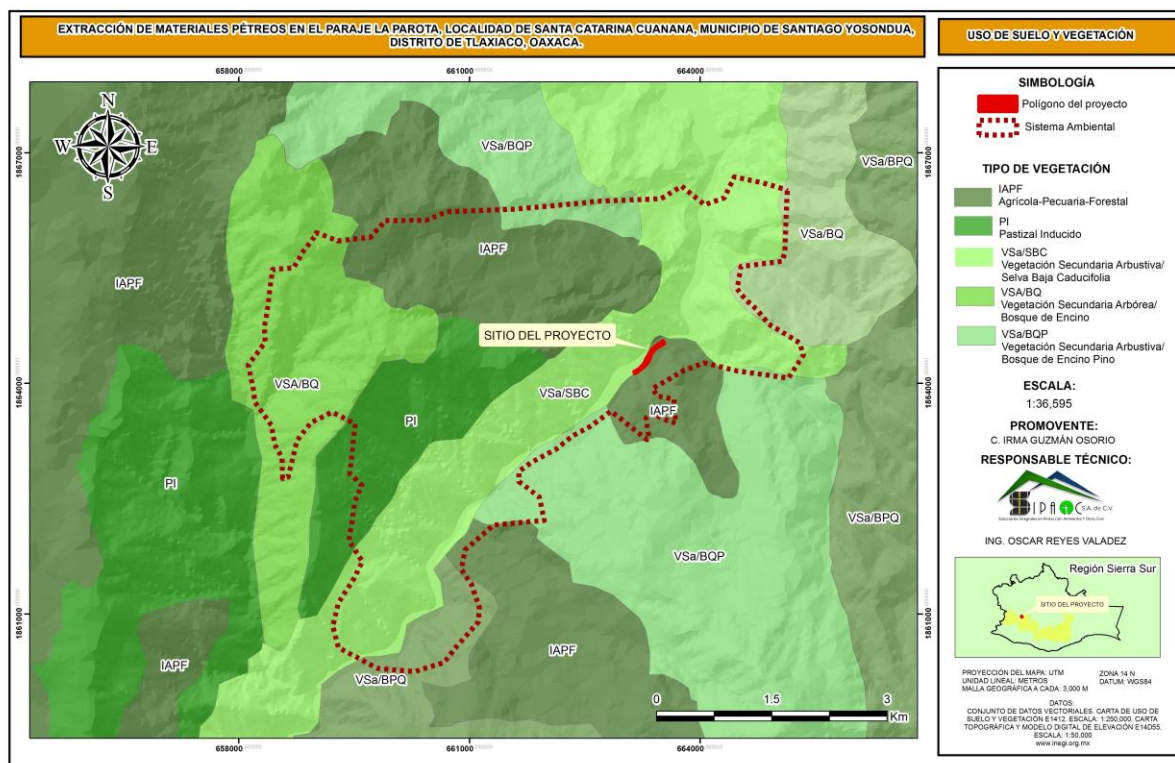 EXTRACCIÓN DE MATERIALES PÉTREOS EN EL PARAJE LA PAROTA, LOCALIDAD DE SANTA CATARINA CUANANA, MUNICIPIO DE SANTIAGO YOSONDUA,
DISTRITO DE TLAXIACO, OAXACA.
USO DE SUELO Y VEGETACIÓN
658000
661000
664000
1867000
1864000
1861000
N
W
E
S
VSa/BQP
VSa/BPQ
VSa/BQ
IAPF
IAPF
SITIO DEL PROYECTO
VSA/BQ
PI
VSa/SBC
IAPF
PI
VSa/BQP
VSa/BPQ
IAPF
IAPF
VSa/BPQ
0
1.5
3
Km
658000
661000
664000
1867000
1864000
1861000
SIMBOLOGÍA
Polígono del proyecto
Sistema Ambiental
TIPO DE VEGETACIÓN
IAPF
Agrícola-Pecuaria-Forestal
PI
Pastizal Inducido
VSa/SBC
Vegetación Secundaria Arbustiva/
Selva Baja Caducifolia
VSA/BQ
Vegetación Secundaria Arbórea/
Bosque de Encino
VSa/BQP
Vegetación Secundaria Arbustiva/
Bosque de Encino Pino
ESCALA:
1:36,595
PROMOVENTE:
C. IRMA GUZMÁN OSORIO
RESPONSABLE TÉCNICO:
SIPAOC S.A. de C.V.
ING. OSCAR REYES VALADEZ
Región Sierra Sur
SITIO DEL PROYECTO
PROYECCIÓN DEL MAPA: UTM ZONA 14 N
UNIDAD LINEAL: METROS DATUM: WGS84
MALLA GEOGRÁFICA A CADA: 3,000 M
DATOS:
CONJUNTO DE DATOS VECTORIALES. CARTA DE USO DE
SUELO Y VEGETACIÓN E1412. ESCALA: 1:250,000. CARTA
TOPOGRÁFICA Y MODELO DIGITAL DE ELEVACIÓN E14D55.
ESCALA: 1:50,000
www.inegi.org.mx